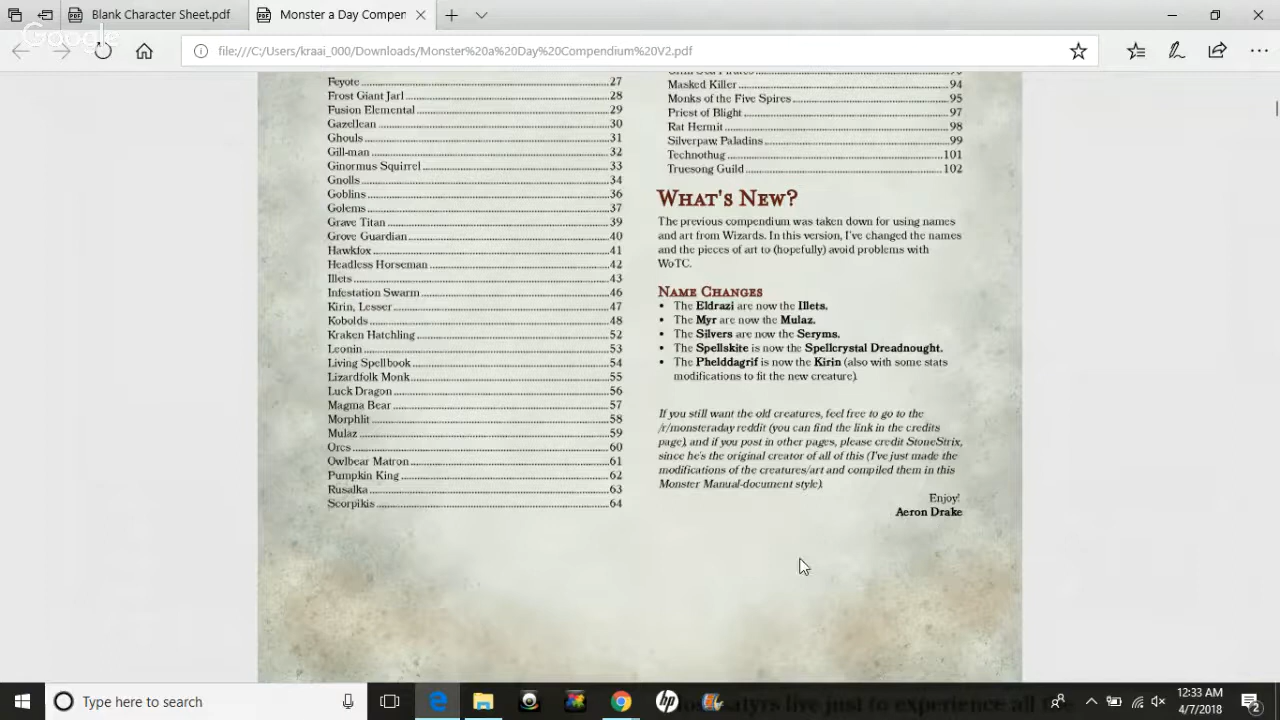 Blank Character Sheet.pdf
Monster a Day.pdf
Google
file:///C:/Users/kraai_000/Downloads/Monster%20a%20Day%20Compendium%20V2.pdf
Feyote 27
Frost Giant Jarl 28
Fusion Elemental 29
Gazellean 30
Ghouls 31
Gill-man 32
Ginormus Squirrel 33
Gnolls 34
Goblins 36
Golems 37
Grave Titan 39
Grove Guardian 40
Hawkfox 41
Headless Horseman 42
Illets 43
Infestation Swarm 46
Kirin, Lesser 47
Kobolds 48
Kraken Hatchling 52
Leonin 53
Living Spellbook 54
Lizardfolk Monk 55
Luck Dragon 56
Magma Bear 57
Morphlit 58
Mulaz 59
Orcs 60
Owlbear Matron 61
Pumpkin King 62
Rusalka 63
Scorpikis 64
Masked Killer 94
Monks of the Five Spires 95
Priest of Blight 97
Rat Hermit 98
Silverpaw Paladins 99
Technothug 101
Truesong Guild 102
What's New?
The previous compendium was taken down for using names
and art from Wizards. In this version, I've changed the names
and the pieces of art to (hopefully) avoid problems with
WoTC.
Name Changes
• The Eldrazi are now the Illets.
• The Myr are now the Mulaz.
• The Silvers are now the Seryms.
• The Spellskite is now the Spellcrystal Dreadnought.
• The Phelddagrif is now the Kirin (also with some stats
modifications to fit the new creature).
If you still want the old creatures, feel free to go to the
/r/monsteraday reddit (you can find the link in the credits
page), and if you post in other pages, please credit StoneStrix,
since he's the original creator of all of this (I've just made the
modifications of the creatures/art and compiled them in this
Monster Manual-document style).
Enjoy!
Aeron Drake
Type here to search
12:33 AM
4/7/2018
2